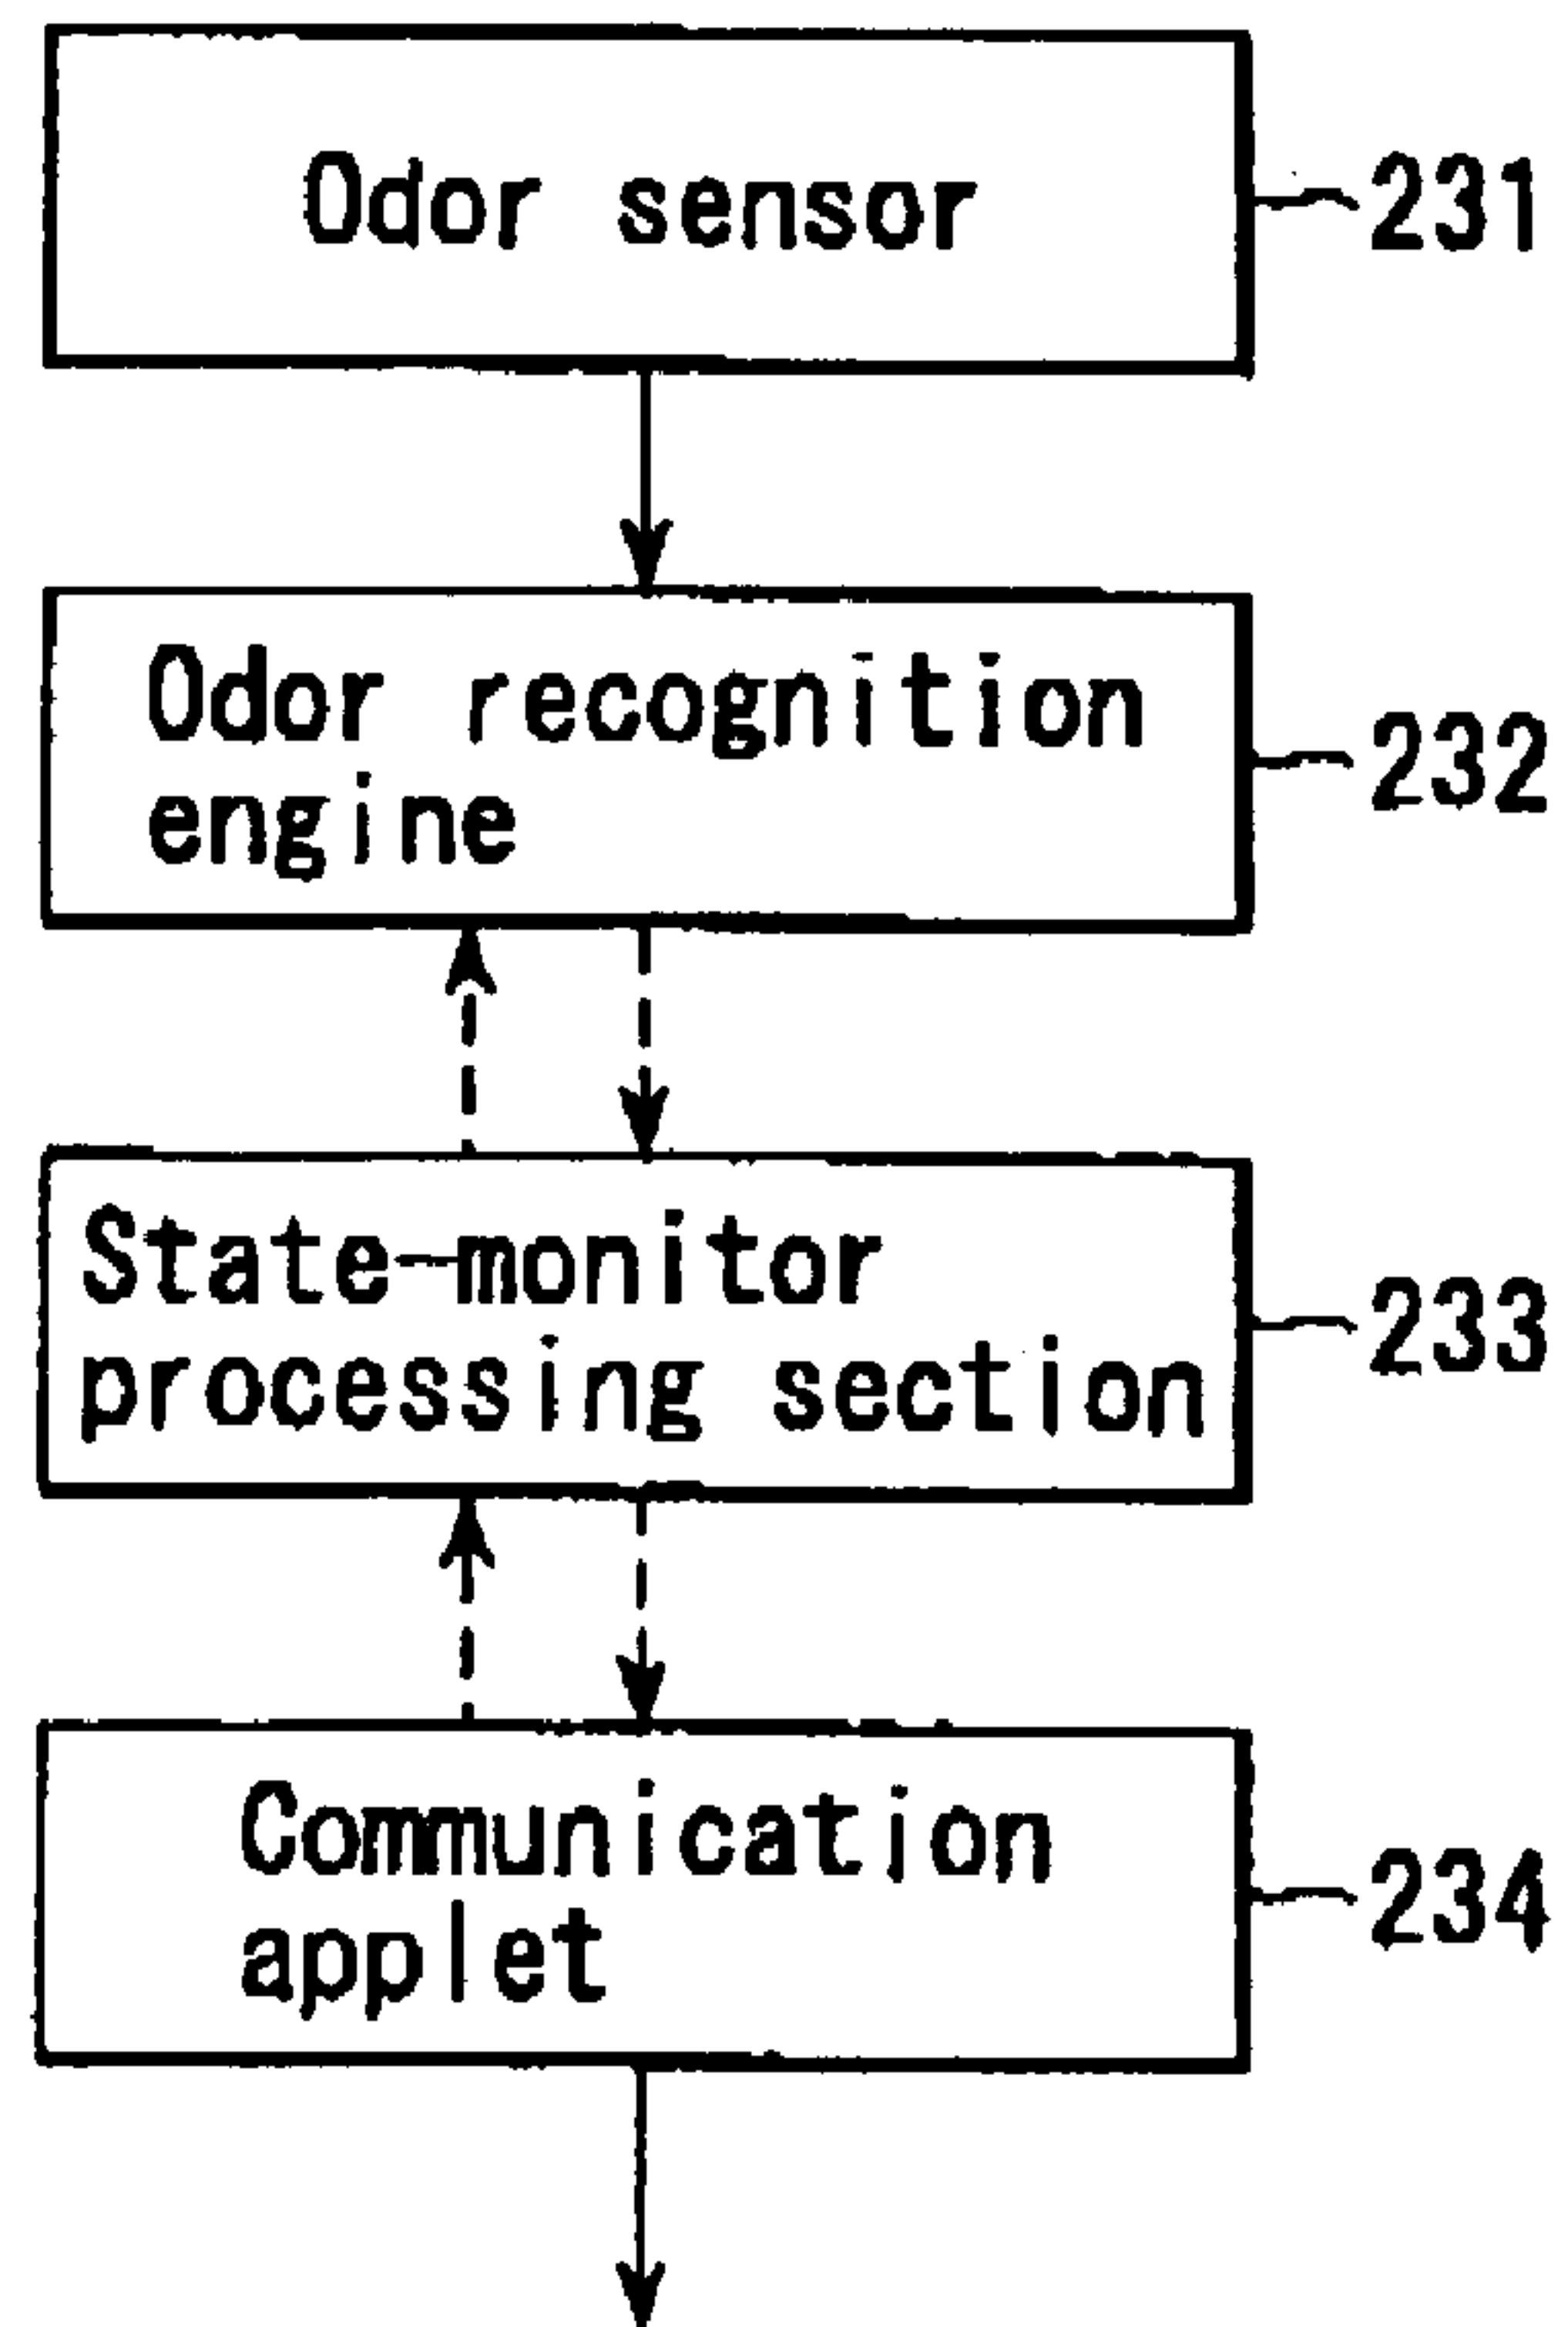 Odor sensor
231
Odor recognition
engine
232
State-monitor
processing section
233
Communication
applet
234